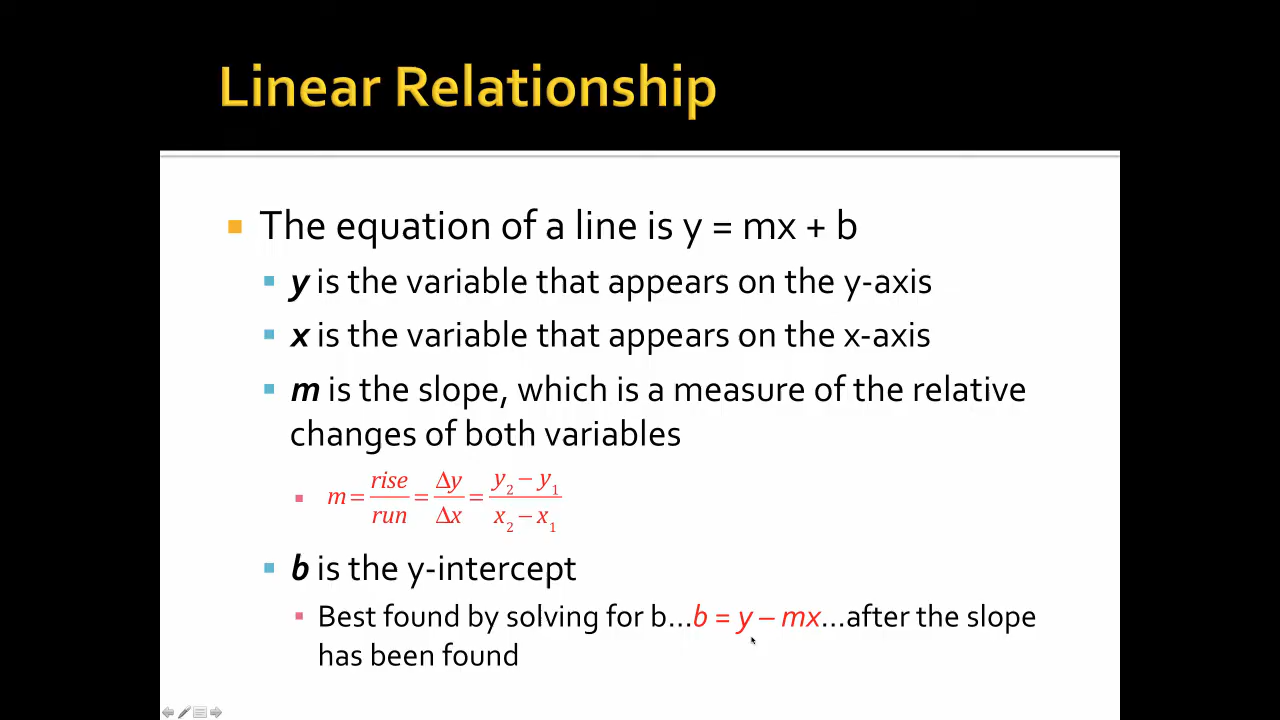 Linear Relationship
The equation of a line is y = mx + b
y is the variable that appears on the y-axis
x is the variable that appears on the x-axis
m is the slope, which is a measure of the relative
changes of both variables
m = rise/run = Δy/Δx = (y₂ − y₁)/(x₂ − x₁)
b is the y-intercept
Best found by solving for b...b = y – mx...after the slope
has been found